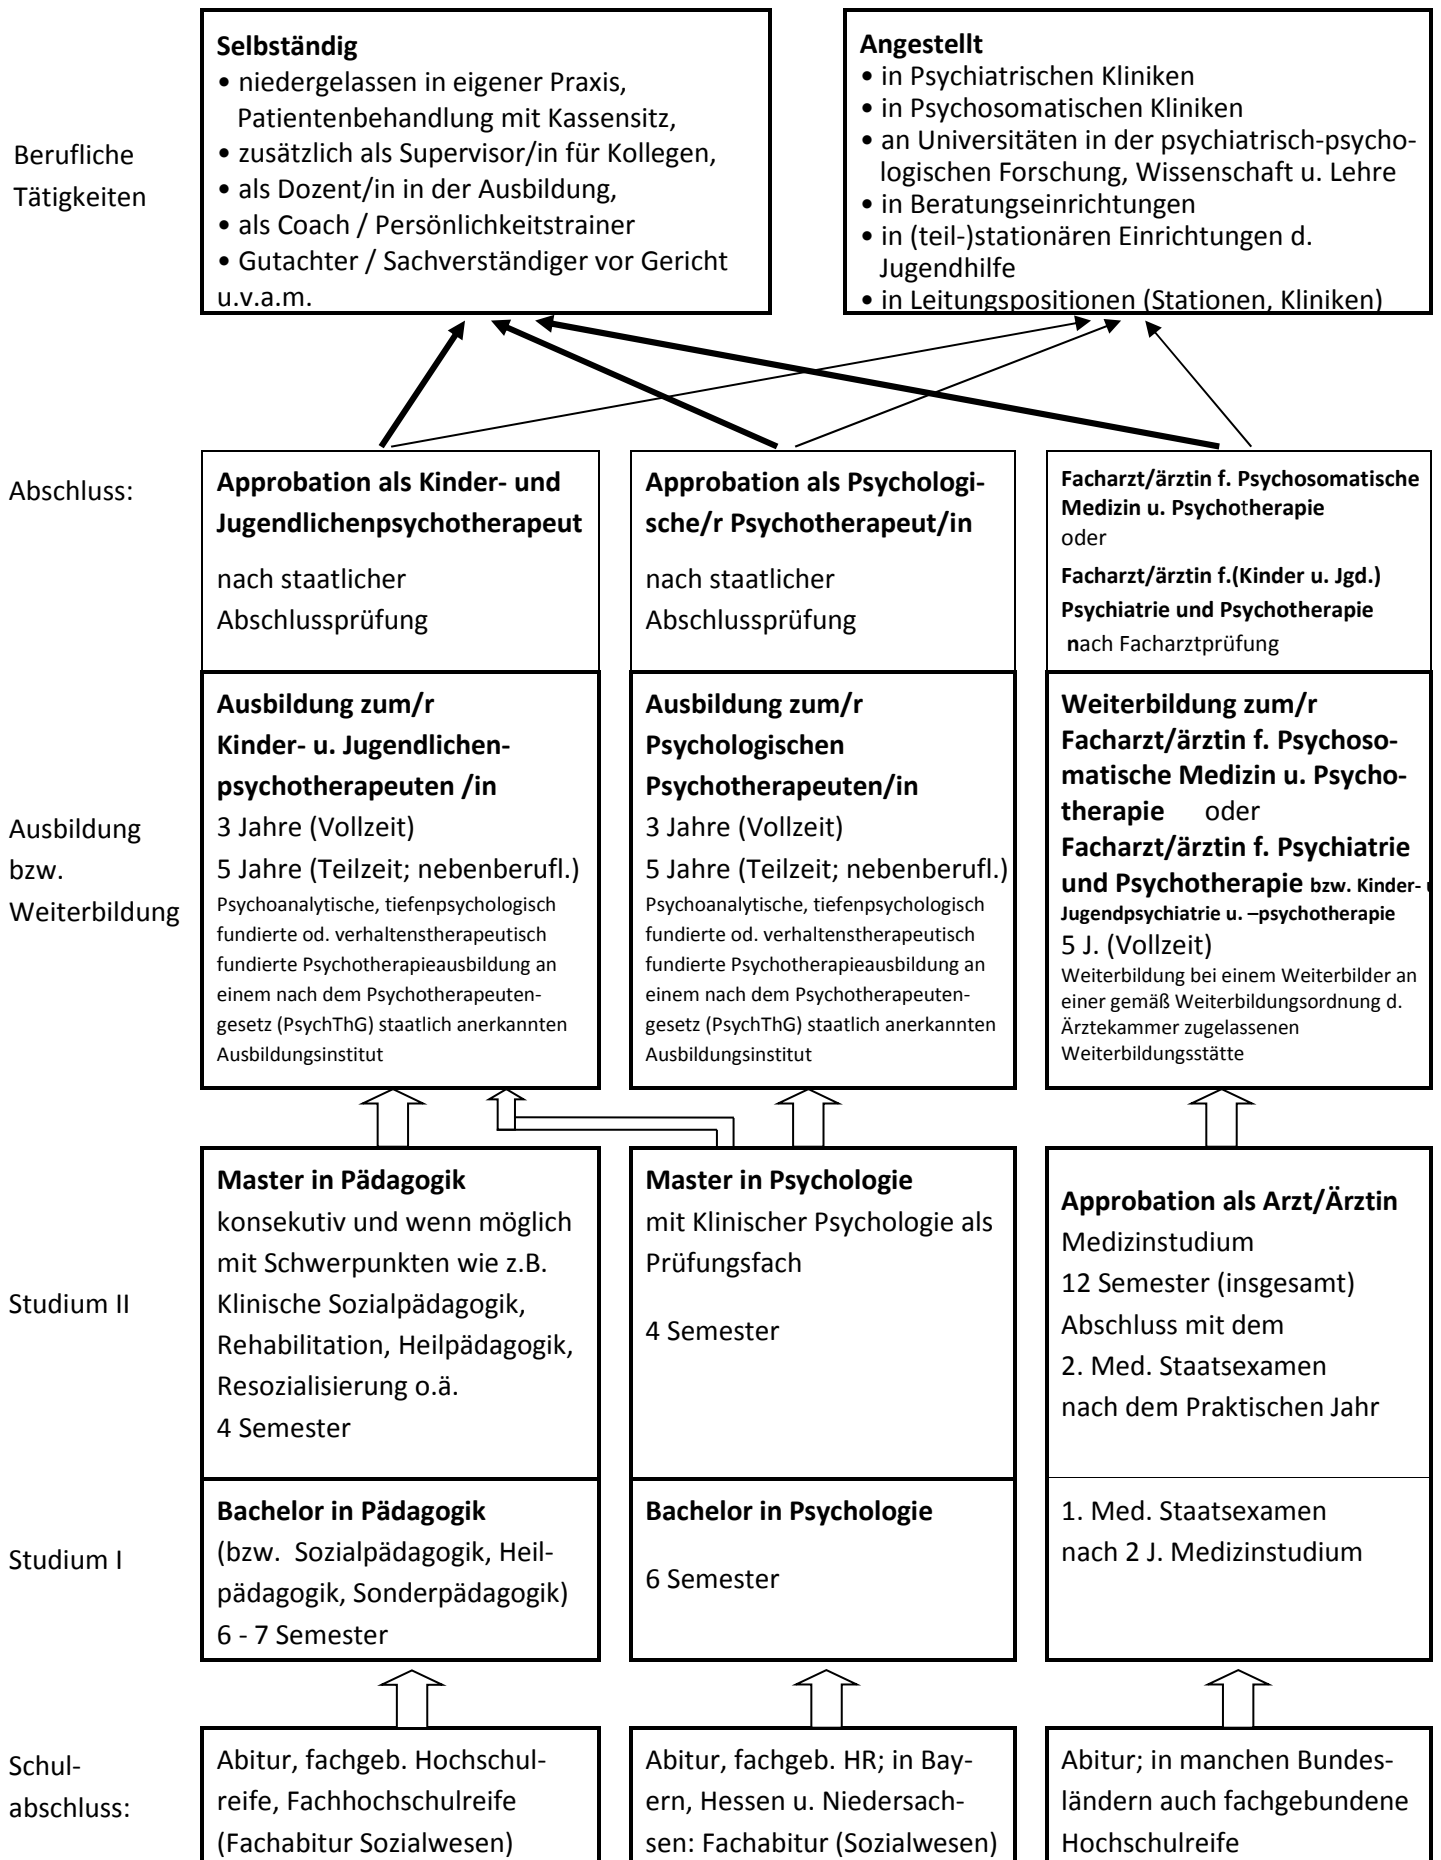 Berufliche
Tätigkeiten
Selbständig
• niedergelassen in eigener Praxis,
Patientenbehandlung mit Kassensitz,
• zusätzlich als Supervisor/in für Kollegen,
• als Dozent/in in der Ausbildung,
• als Coach / Persönlichkeitstrainer
• Gutachter / Sachverständiger vor Gericht
u.v.a.m.
Angestellt
• in Psychiatrischen Kliniken
• in Psychosomatischen Kliniken
• an Universitäten in der psychiatrisch-psycho-
logischen Forschung, Wissenschaft u. Lehre
• in Beratungseinrichtungen
• in (teil-)stationären Einrichtungen d.
Jugendhilfe
• in Leitungspositionen (Stationen, Kliniken)
Abschluss:
Approbation als Kinder- und
Jugendlichenpsychotherapeut
nach staatlicher
Abschlussprüfung
Approbation als Psychologi-
sche/r Psychotherapeut/in
nach staatlicher
Abschlussprüfung
Facharzt/ärztin f. Psychosomatische
Medizin u. Psychotherapie
oder
Facharzt/ärztin f.(Kinder u. Jgd.)
Psychiatrie und Psychotherapie
nach Facharztprüfung
Ausbildung
bzw.
Weiterbildung
Ausbildung zum/r
Kinder- u. Jugendlichen-
psychotherapeuten /in
3 Jahre (Vollzeit)
5 Jahre (Teilzeit; nebenberufl.)
Psychoanalytische, tiefenpsychologisch
fundierte od. verhaltenstherapeutisch
fundierte Psychotherapieausbildung an
einem nach dem Psychotherapeuten-
gesetz (PsychThG) staatlich anerkannten
Ausbildungsinstitut
Ausbildung zum/r
Psychologischen
Psychotherapeuten/in
3 Jahre (Vollzeit)
5 Jahre (Teilzeit; nebenberufl.)
Psychoanalytische, tiefenpsychologisch
fundierte od. verhaltenstherapeutisch
fundierte Psychotherapieausbildung an
einem nach dem Psychotherapeuten-
gesetz (PsychThG) staatlich anerkannten
Ausbildungsinstitut
Weiterbildung zum/r
Facharzt/ärztin f. Psychoso-
matische Medizin u. Psycho-
therapie oder
Facharzt/ärztin f. Psychiatrie
und Psychotherapie bzw. Kinder-
Jugendpsychiatrie u. –psychotherapie
5 J. (Vollzeit)
Weiterbildung bei einem Weiterbilder an
einer gemäß Weiterbildungsordnung d.
Ärztekammer zugelassenen
Weiterbildungsstätte
Studium II
Master in Pädagogik
konsekutiv und wenn möglich
mit Schwerpunkten wie z.B.
Klinische Sozialpädagogik,
Rehabilitation, Heilpädagogik,
Resozialisierung o.ä.
4 Semester
Master in Psychologie
mit Klinischer Psychologie als
Prüfungsfach
4 Semester
Approbation als Arzt/Ärztin
Medizinstudium
12 Semester (insgesamt)
Abschluss mit dem
2. Med. Staatsexamen
nach dem Praktischen Jahr
Studium I
Bachelor in Pädagogik
(bzw. Sozialpädagogik, Heil-
pädagogik, Sonderpädagogik)
6 - 7 Semester
Bachelor in Psychologie
6 Semester
1. Med. Staatsexamen
nach 2 J. Medizinstudium
Schul-
abschluss:
Abitur, fachgeb. Hochschul-
reife, Fachhochschulreife
(Fachabitur Sozialwesen)
Abitur, fachgeb. HR; in Bay-
ern, Hessen u. Niedersach-
sen: Fachabitur (Sozialwesen)
Abitur; in manchen Bundes-
ländern auch fachgebundene
Hochschulreife